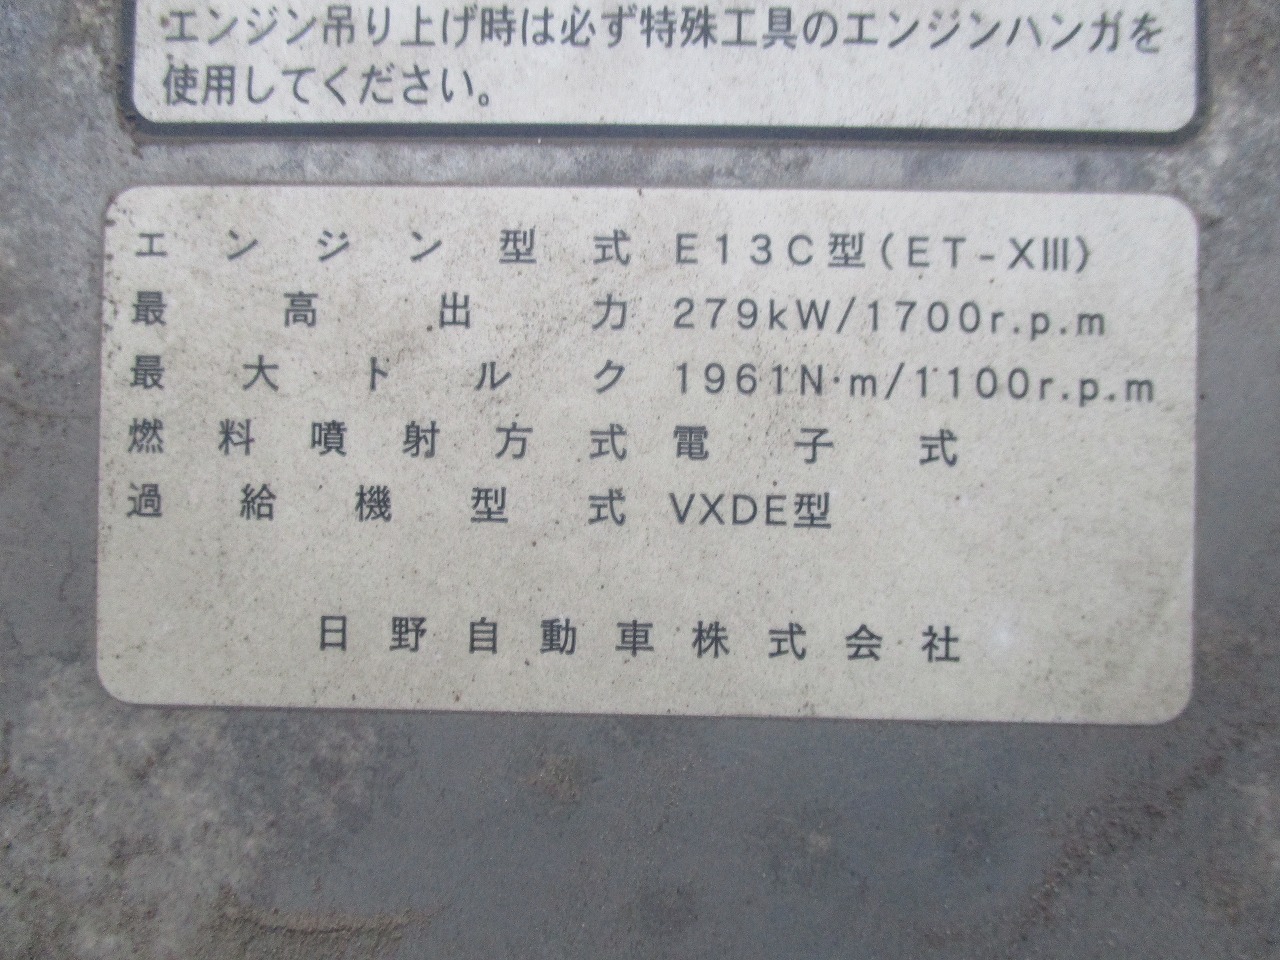 エンジン吊り上げ時は必ず特殊工具のエンジンハンガを
使用してください。
エンジン型式 E13C型(ET-XⅢ)
最高出力 279kW/1700r.p.m
最大トルク 1961N·m/1100r.p.m
燃料噴射方式 電子式
過給機型式 VXDE型
日野自動車株式会社